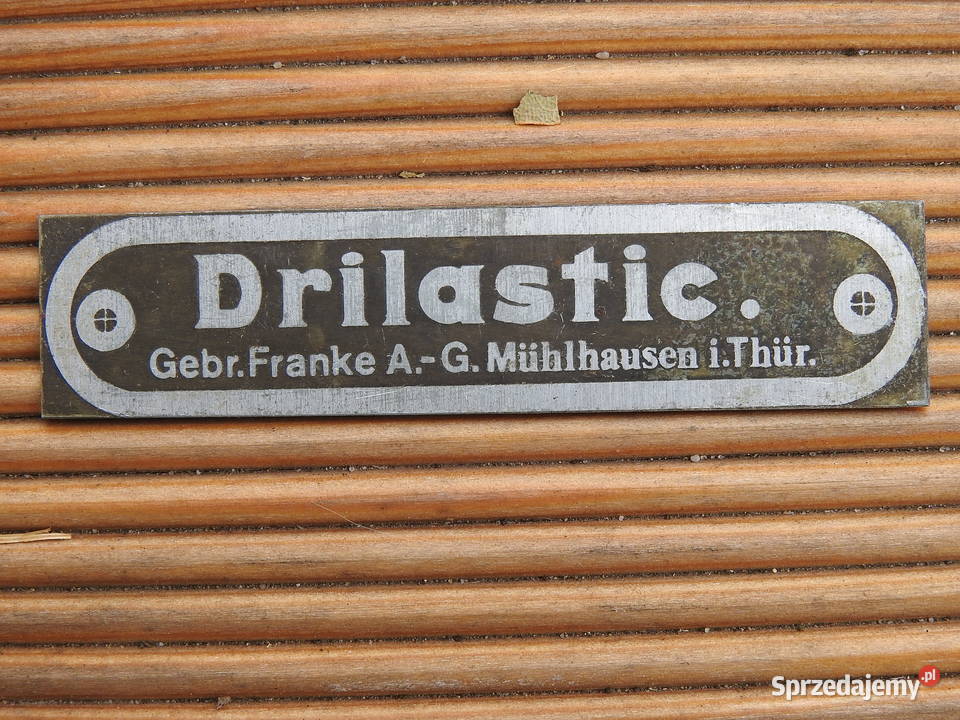 Drilastic.
Gebr. Franke A.-G. Mühlhausen i. Thür.
Sprzedajemy.pl